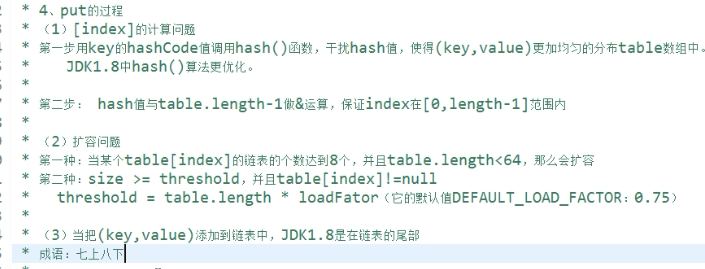 * 4、put的过程
* （1）[index]的计算问题
* 第一步用key的hashCode值调用hash()函数，干扰hash值，使得(key,value)更加均匀的分布table数组中。
* JDK1.8中hash()算法更优化。
*
* 第二步： hash值与table.length-1做&运算，保证index在[0,length-1]范围内
*
* （2）扩容问题
* 第一种：当某个table[index]的链表的个数达到8个，并且table.length<64，那么会扩容
* 第二种：size >= threshold，并且table[index]!=null
* threshold = table.length * loadFator（它的默认值DEFAULT_LOAD_FACTOR：0.75）
*
* （3）当把(key,value)添加到链表中，JDK1.8是在链表的尾部
* 成语：七上八下